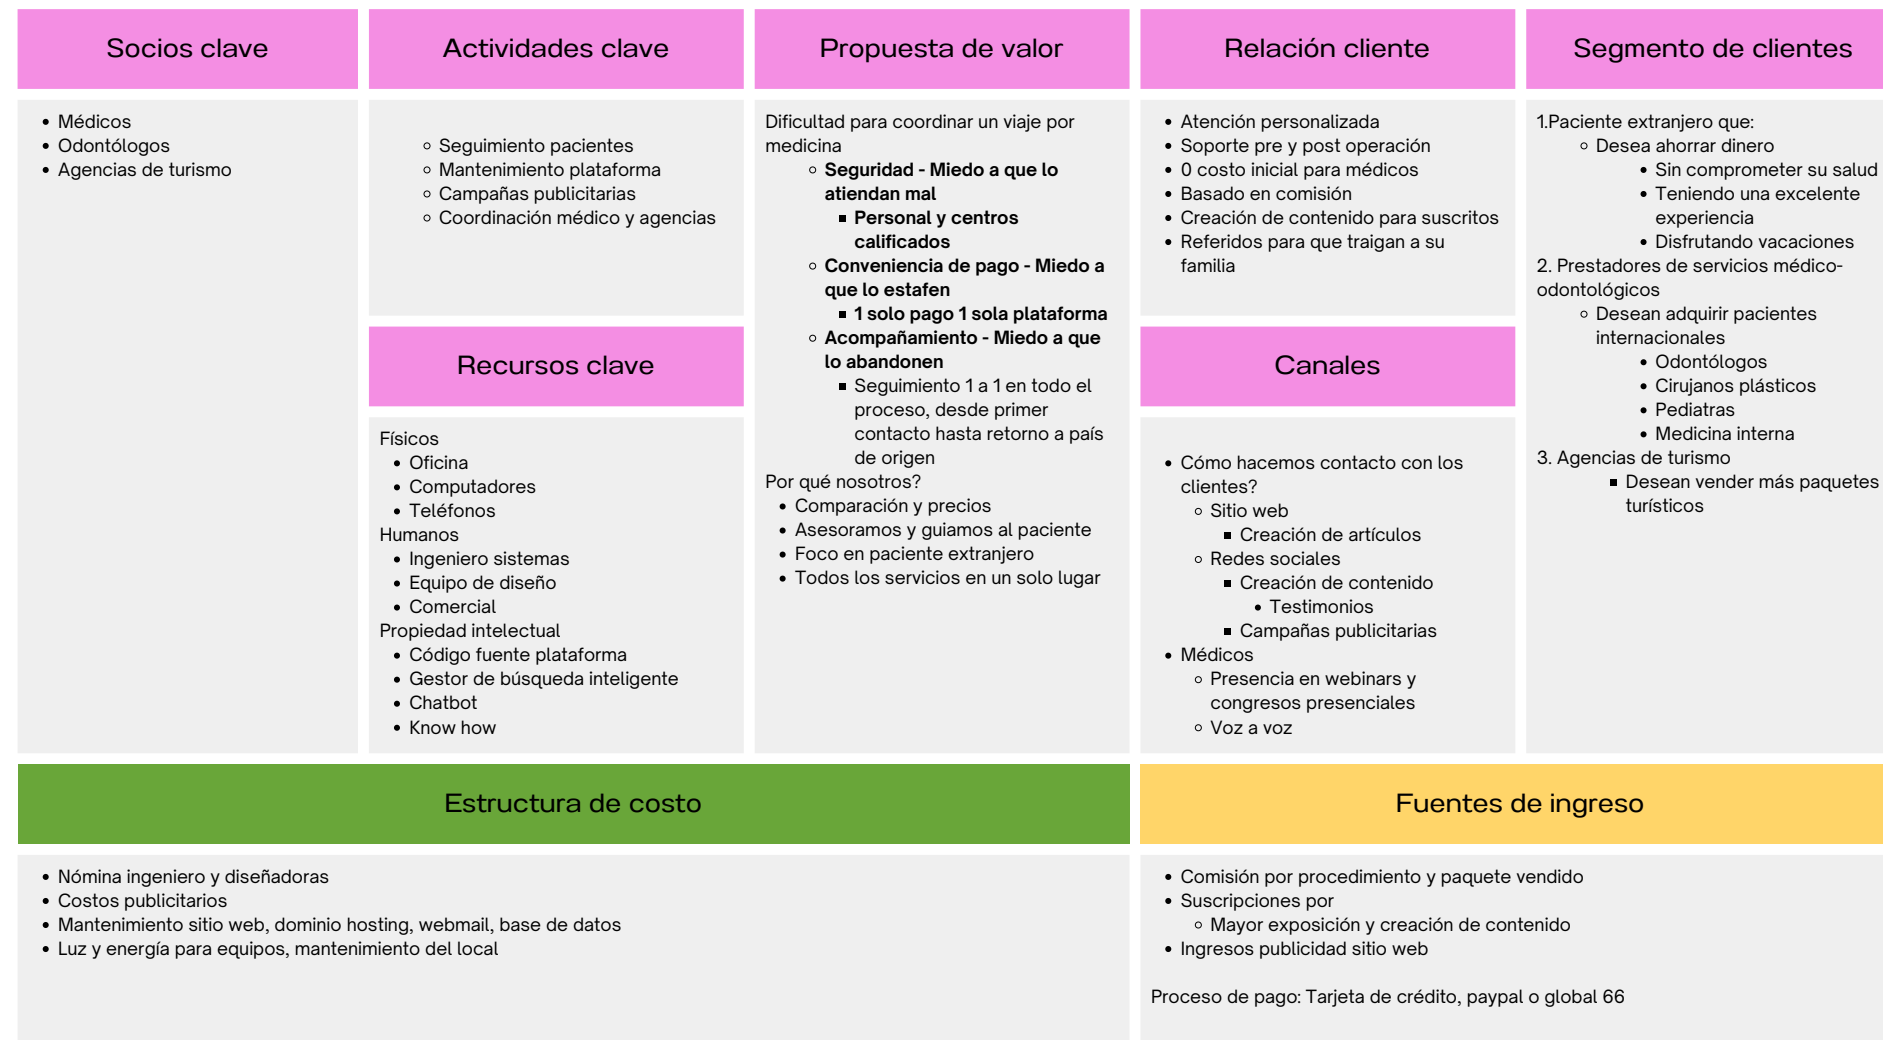 Socios clave
Médicos
Odontólogos
Agencias de turismo
Actividades clave
Seguimiento pacientes
Mantenimiento plataforma
Campañas publicitarias
Coordinación médico y agencias
Recursos clave
Físicos
Oficina
Computadores
Teléfonos
Humanos
Ingeniero sistemas
Equipo de diseño
Comercial
Propiedad intelectual
Código fuente plataforma
Gestor de búsqueda inteligente
Chatbot
Know how
Propuesta de valor
Dificultad para coordinar un viaje por
medicina
Seguridad - Miedo a que lo
atiendan mal
Personal y centros
calificados
Conveniencia de pago - Miedo a
que lo estafen
1 solo pago 1 sola plataforma
Acompañamiento - Miedo a que
lo abandonen
Seguimiento 1 a 1 en todo el
proceso, desde primer
contacto hasta retorno a país
de origen
Por qué nosotros?
Comparación y precios
Asesoramos y guiamos al paciente
Foco en paciente extranjero
Todos los servicios en un solo lugar
Relación cliente
Atención personalizada
Soporte pre y post operación
0 costo inicial para médicos
Basado en comisión
Creación de contenido para suscritos
Referidos para que traigan a su
familia
Canales
Cómo hacemos contacto con los
clientes?
Sitio web
Creación de artículos
Redes sociales
Creación de contenido
Testimonios
Campañas publicitarias
Médicos
Presencia en webinars y
congresos presenciales
Voz a voz
Segmento de clientes
1.Paciente extranjero que:
Desea ahorrar dinero
Sin comprometer su salud
Teniendo una excelente
experiencia
Disfrutando vacaciones
2. Prestadores de servicios médico-
odontológicos
Desean adquirir pacientes
internacionales
Odontólogos
Cirujanos plásticos
Pediatras
Medicina interna
3. Agencias de turismo
Desean vender más paquetes
turísticos
Estructura de costo
Nómina ingeniero y diseñadoras
Costos publicitarios
Mantenimiento sitio web, dominio hosting, webmail, base de datos
Luz y energía para equipos, mantenimiento del local
Fuentes de ingreso
Comisión por procedimiento y paquete vendido
Suscripciones por
Mayor exposición y creación de contenido
Ingresos publicidad sitio web
Proceso de pago: Tarjeta de crédito, paypal o global 66